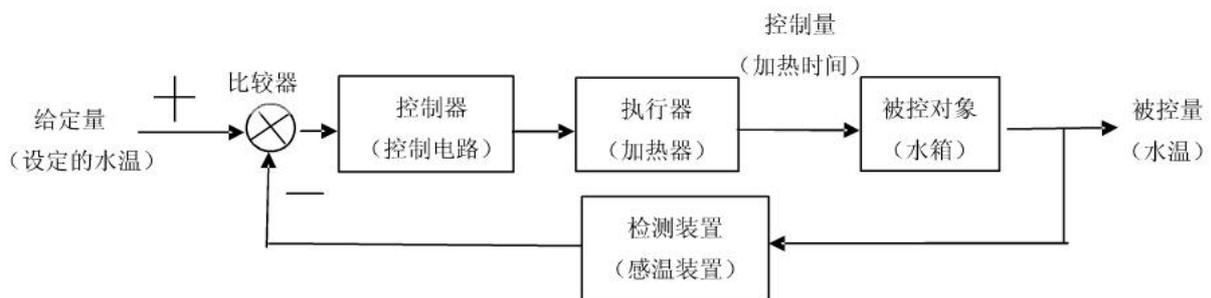 控制量
（加热时间）
比较器
给定量
（设定的水温）
控制器
（控制电路）
执行器
（加热器）
被控对象
（水箱）
被控量
（水温）
检测装置
（感温装置）